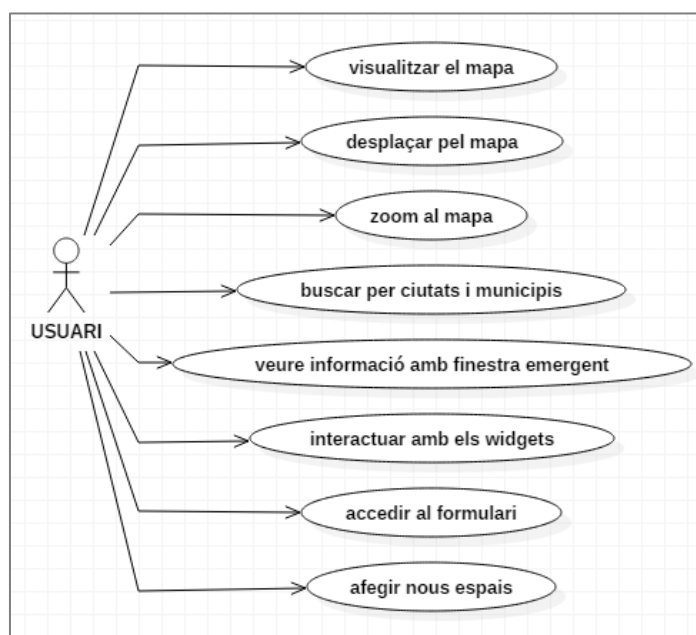 visualitzar el mapa
desplaçar pel mapa
zoom al mapa
buscar per ciutats i municipis
USUARI
veure informació amb finestra emergent
interactuar amb els widgets
accedir al formulari
afegir nous espais